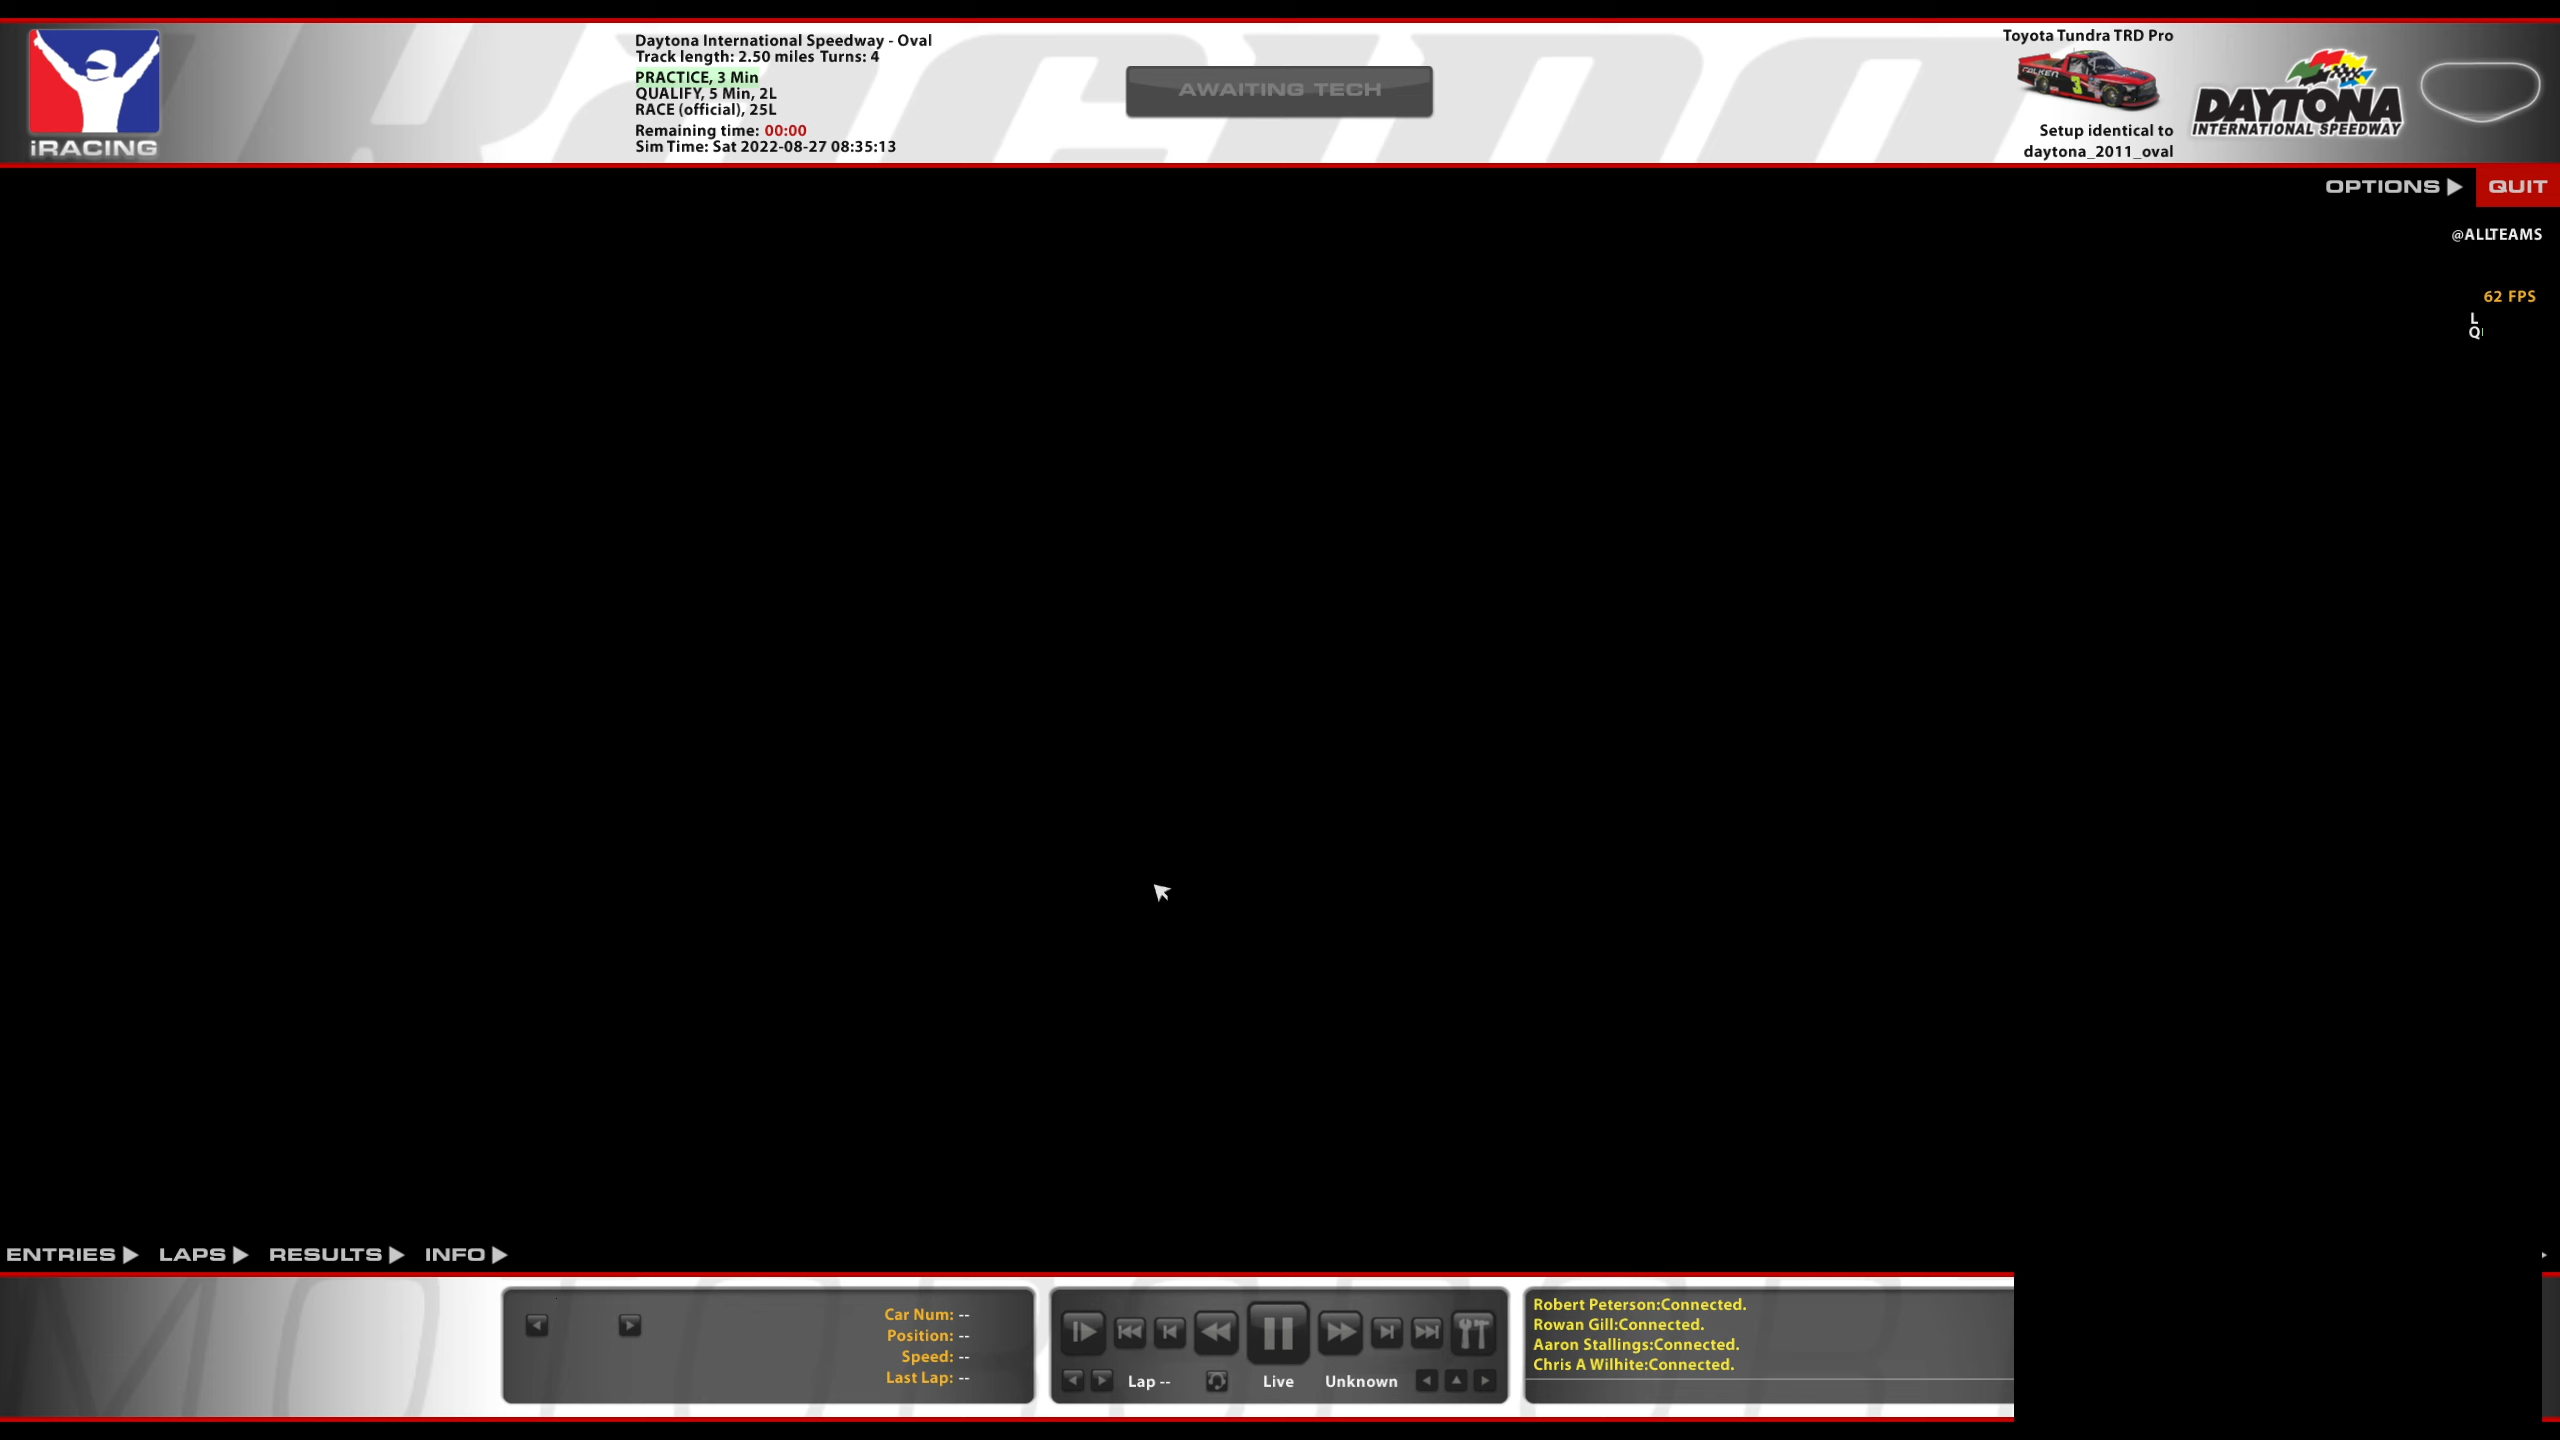 Daytona International Speedway - Oval
Track length: 2.50 miles Turns: 4
PRACTICE, 3 Min
QUALIFY, 5 Min, 2L
RACE (official), 25L
Remaining time: 00:00
Sim Time: Sat 2022-08-27 08:35:13
iRACING
AWAITING TECH
Toyota Tundra TRD Pro
FALKEN
3
Setup identical to
daytona_2011_oval
DAYTONA
INTERNATIONAL SPEEDWAY
OPTIONS
QUIT
@ALLTEAMS
62 FPS
L
Q
ENTRIES
LAPS
RESULTS
INFO
Car Num: --
Position: --
Speed: --
Last Lap: --
Lap --
Live
Unknown
Robert Peterson:Connected.
Rowan Gill:Connected.
Aaron Stallings:Connected.
Chris A Wilhite:Connected.